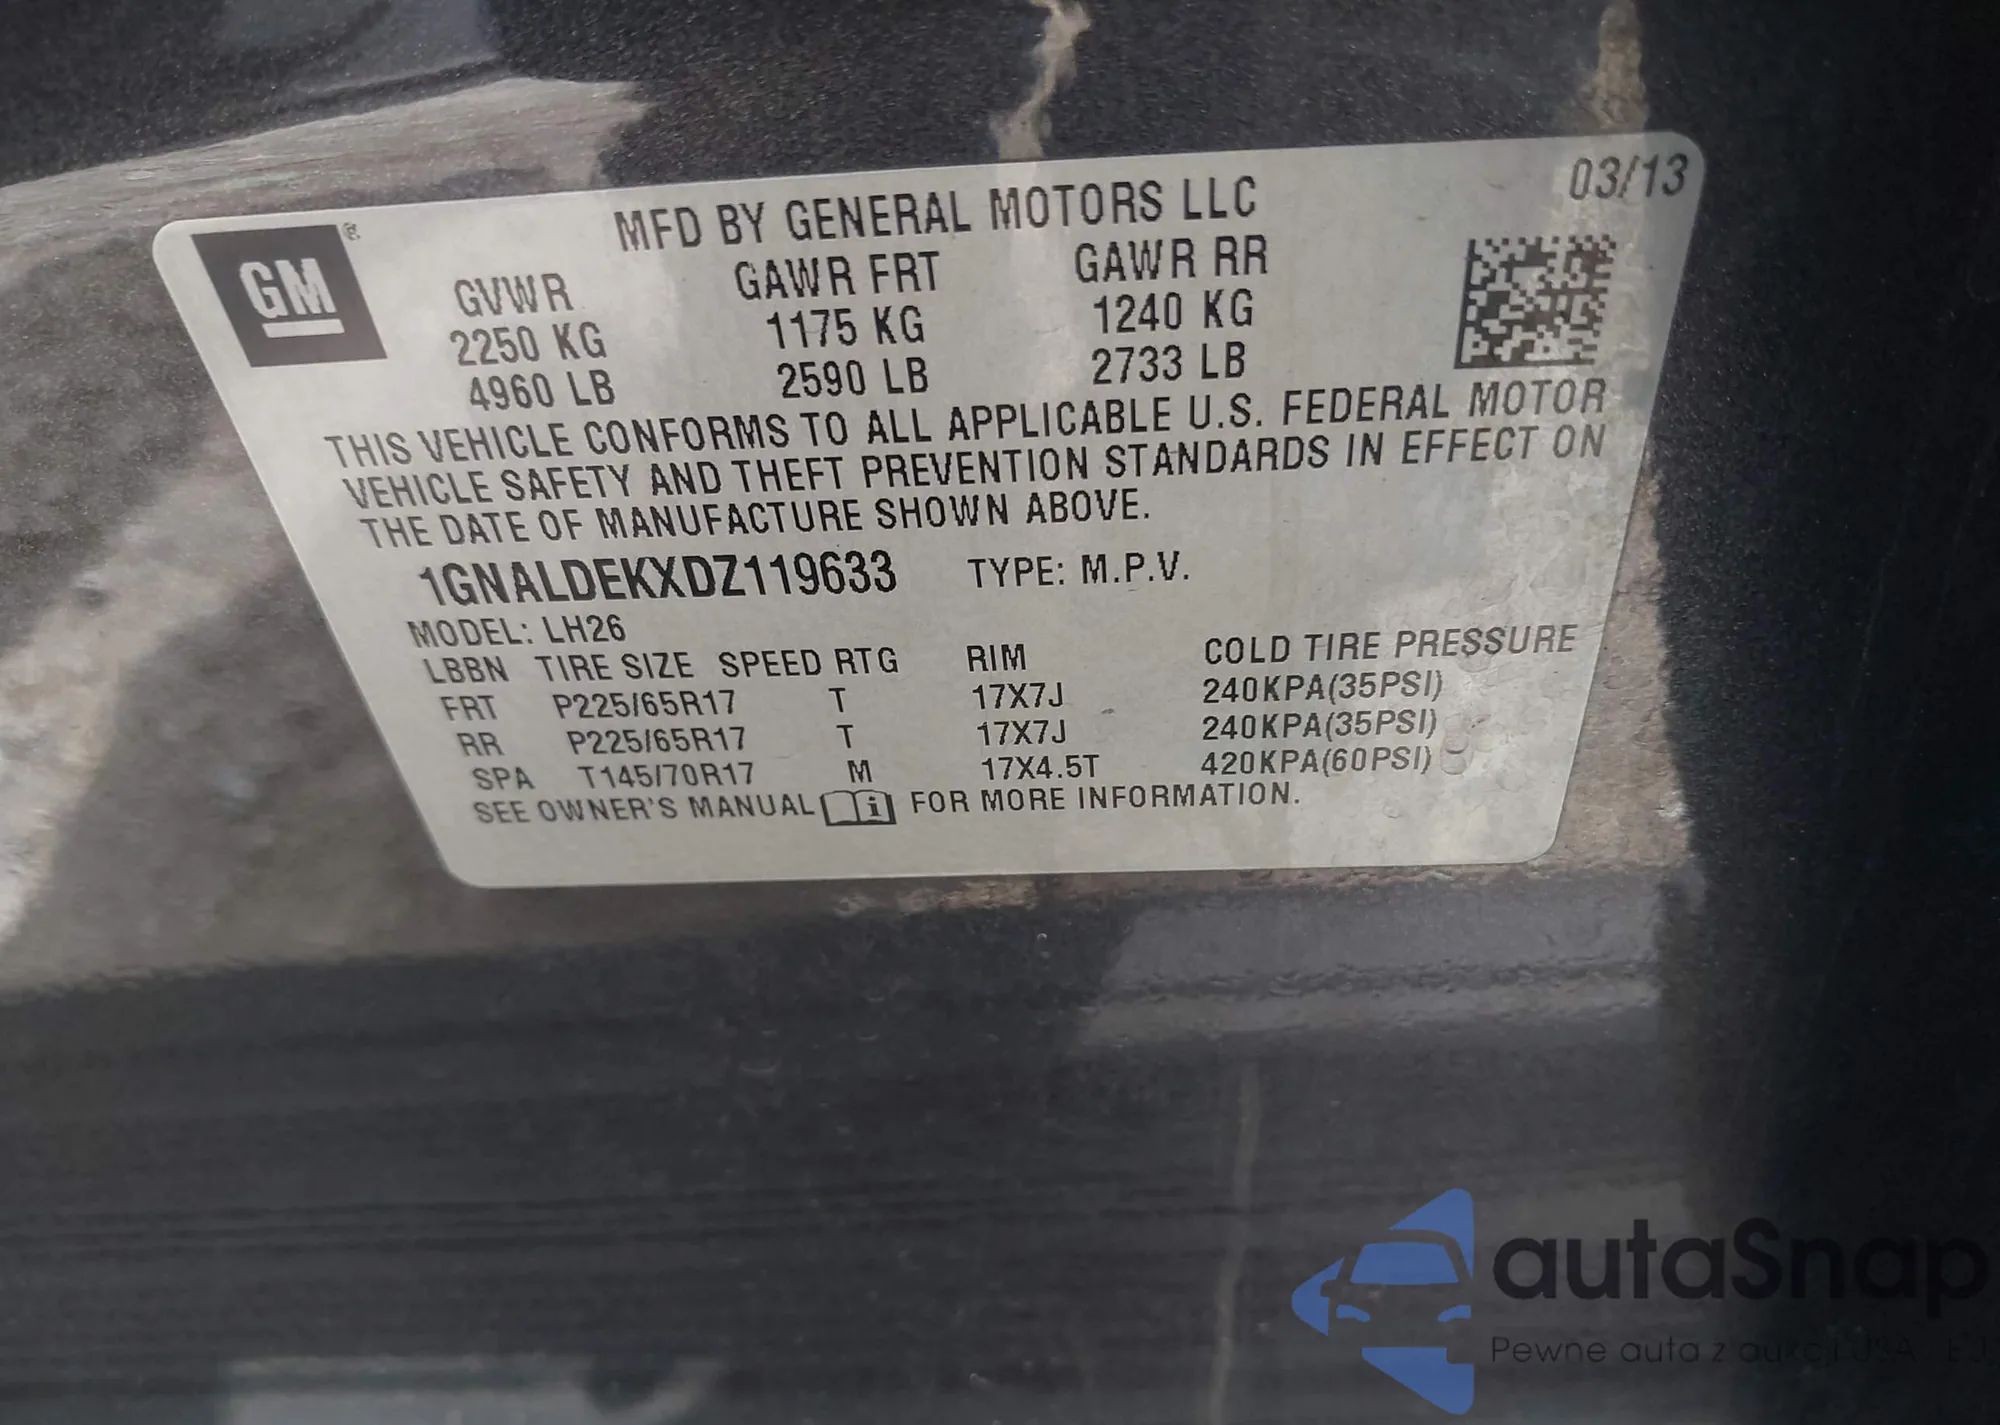 03/13
GM ®
MFD BY GENERAL MOTORS LLC
GVWR GAWR FRT GAWR RR
2250 KG 1175 KG 1240 KG
4960 LB 2590 LB 2733 LB
THIS VEHICLE CONFORMS TO ALL APPLICABLE U.S. FEDERAL MOTOR
VEHICLE SAFETY AND THEFT PREVENTION STANDARDS IN EFFECT ON
THE DATE OF MANUFACTURE SHOWN ABOVE.
1GNALDEKXDZ119633 TYPE: M.P.V.
MODEL: LH26
LBBN TIRE SIZE SPEED RTG RIM COLD TIRE PRESSURE
FRT P225/65R17 T 17X7J 240KPA(35PSI)
RR P225/65R17 T 17X7J 240KPA(35PSI)
SPA T145/70R17 M 17X4.5T 420KPA(60PSI)
SEE OWNER'S MANUAL i FOR MORE INFORMATION.
autaSnap
Pewne auta z aukcji USA